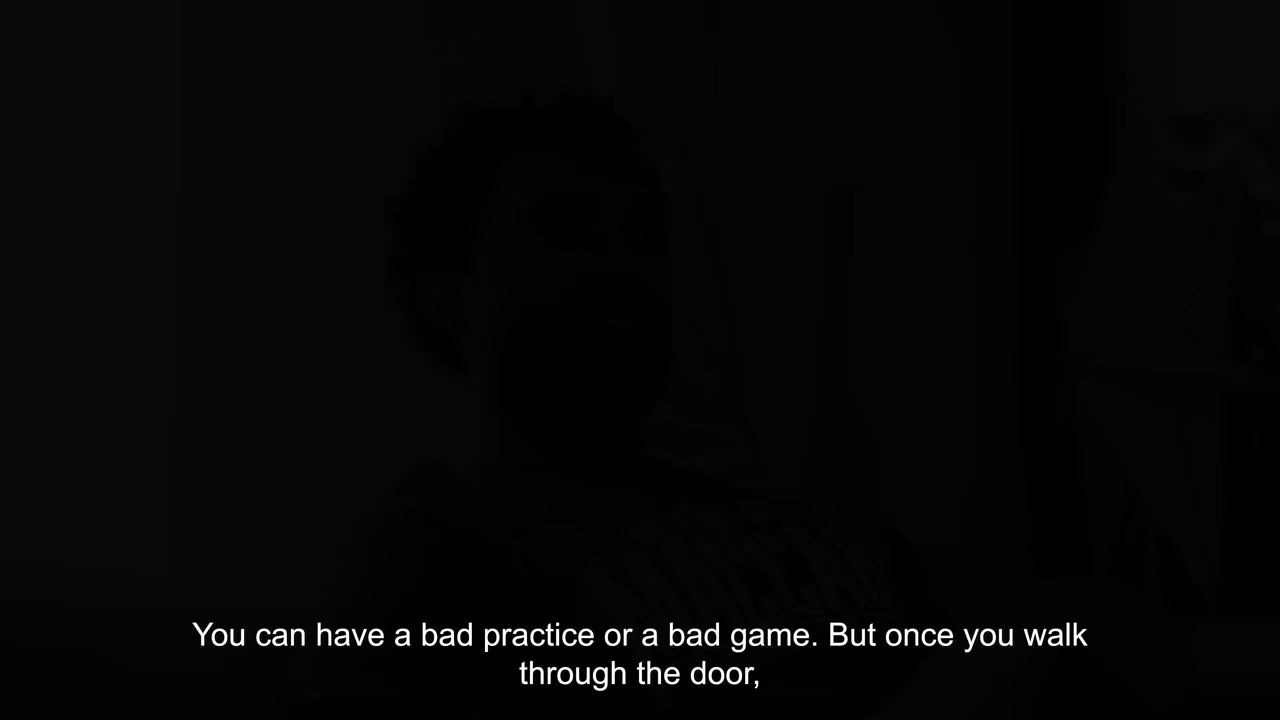 You can have a bad practice or a bad game. But once you walk
through the door,